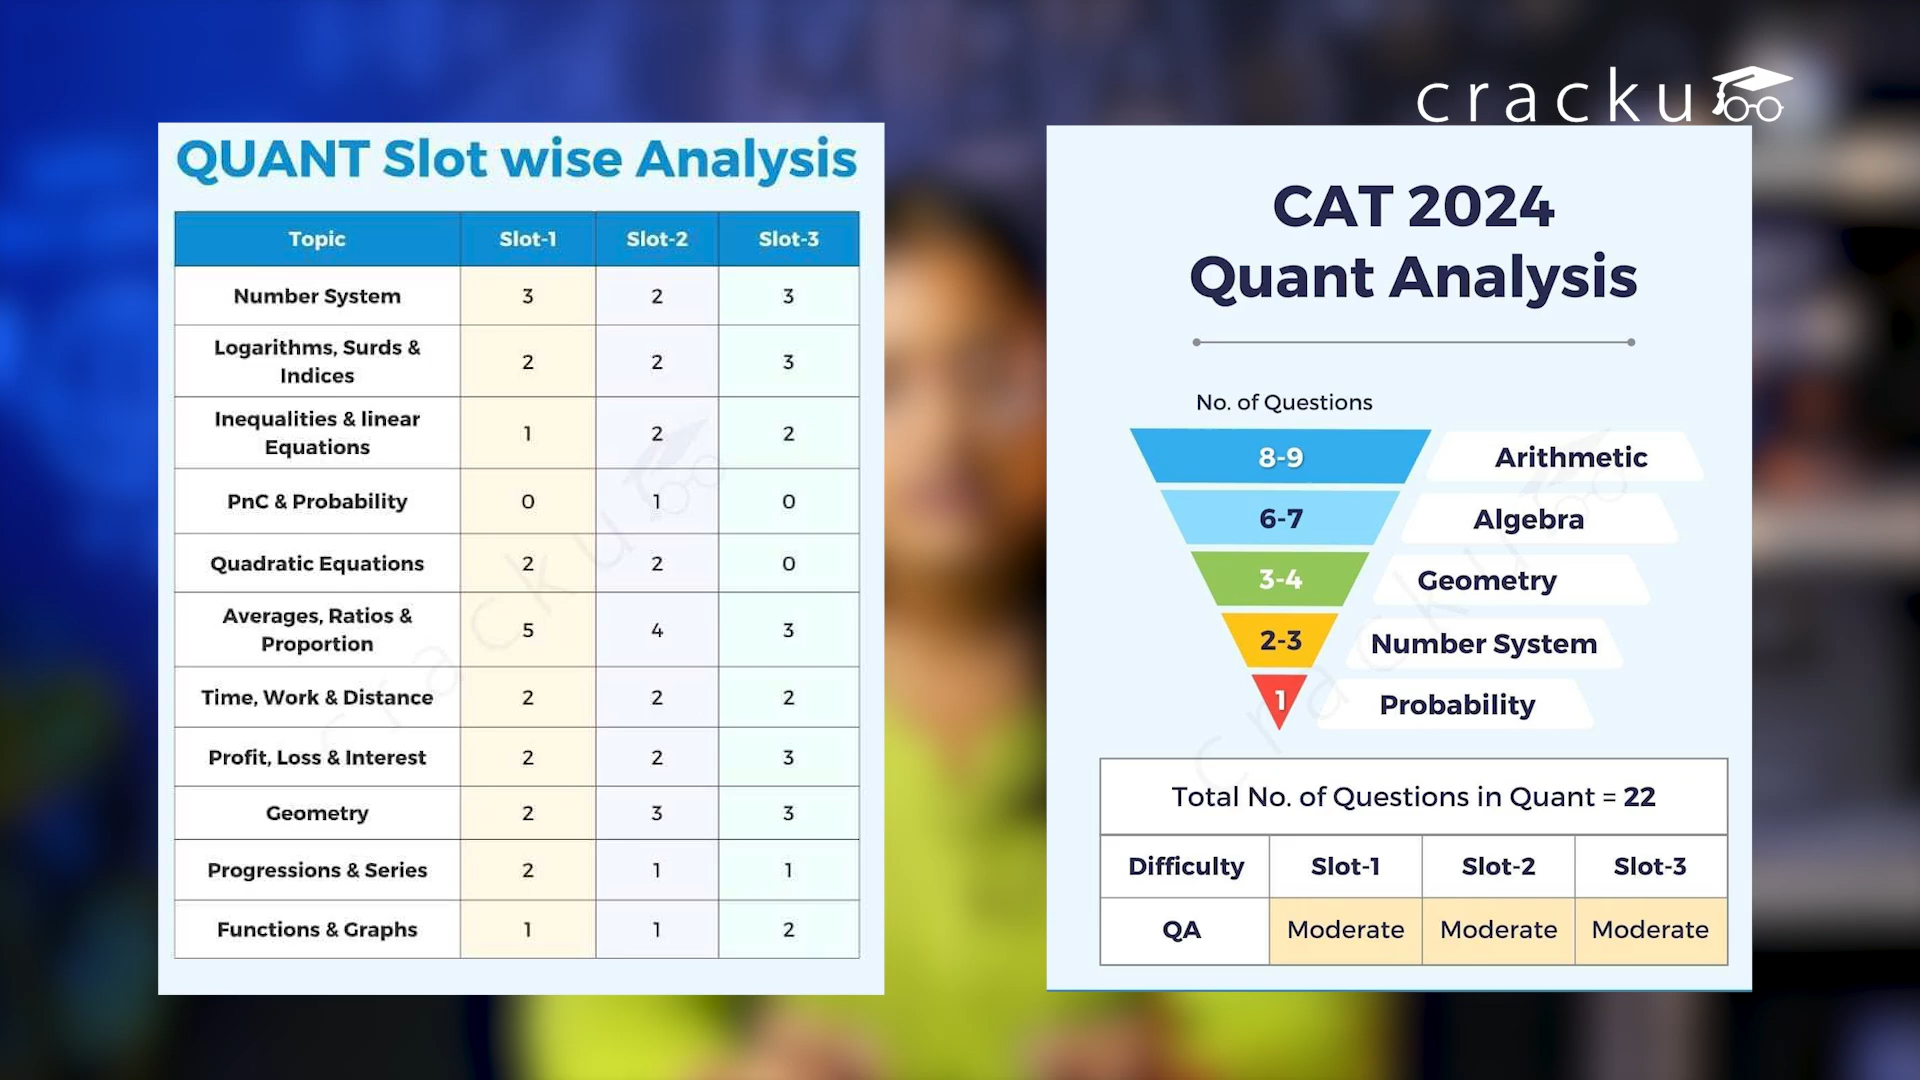 cracku
QUANT Slot wise Analysis
Topic Slot-1 Slot-2 Slot-3
Number System 3 2 3
Logarithms, Surds &
Indices 2 2 3
Inequalities & linear
Equations 1 2 2
PnC & Probability 0 1 0
Quadratic Equations 2 2 0
Averages, Ratios &
Proportion 5 4 3
Time, Work & Distance 2 2 2
Profit, Loss & Interest 2 2 3
Geometry 2 3 3
Progressions & Series 2 1 1
Functions & Graphs 1 1 2
cracku
CAT 2024
Quant Analysis
No. of Questions
8-9 Arithmetic
6-7 Algebra
3-4 Geometry
2-3 Number System
1 Probability
cracku
Total No. of Questions in Quant = 22
Difficulty Slot-1 Slot-2 Slot-3
QA Moderate Moderate Moderate